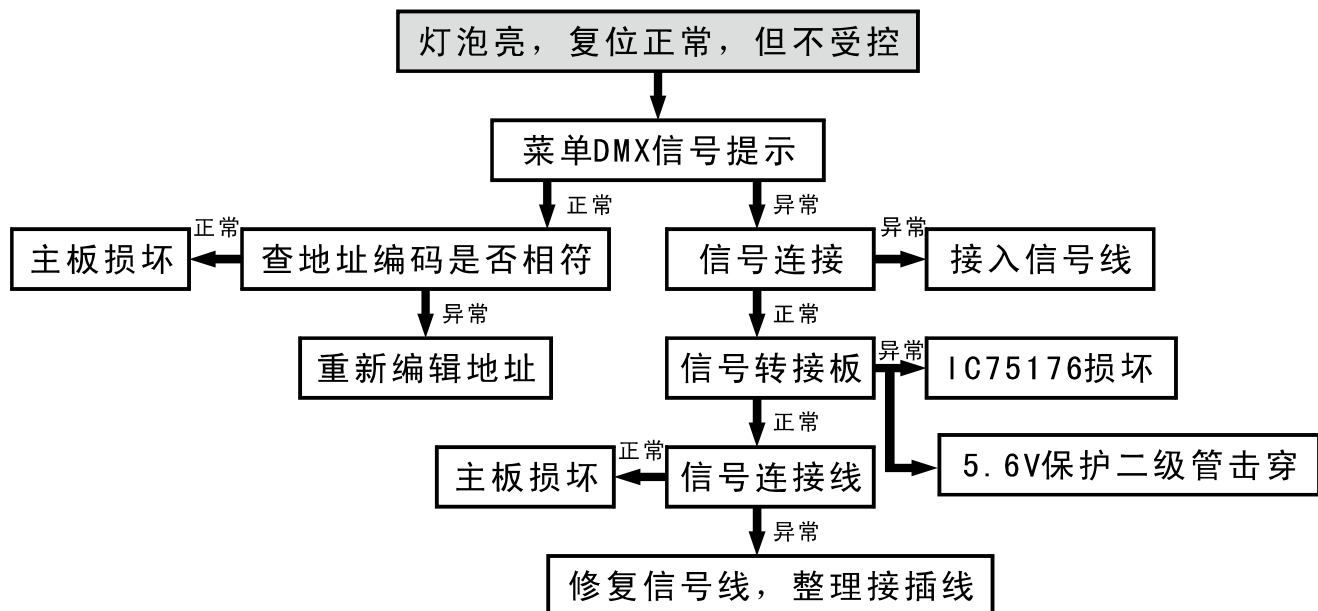 灯泡亮，复位正常，但不受控
菜单DMX信号提示
正常
异常
主板损坏
正常
查地址编码是否相符
信号连接
异常
接入信号线
异常
正常
重新编辑地址
信号转接板
异常
IC75176损坏
正常
主板损坏
正常
信号连接线
5.6V保护二级管击穿
异常
修复信号线，整理接插线